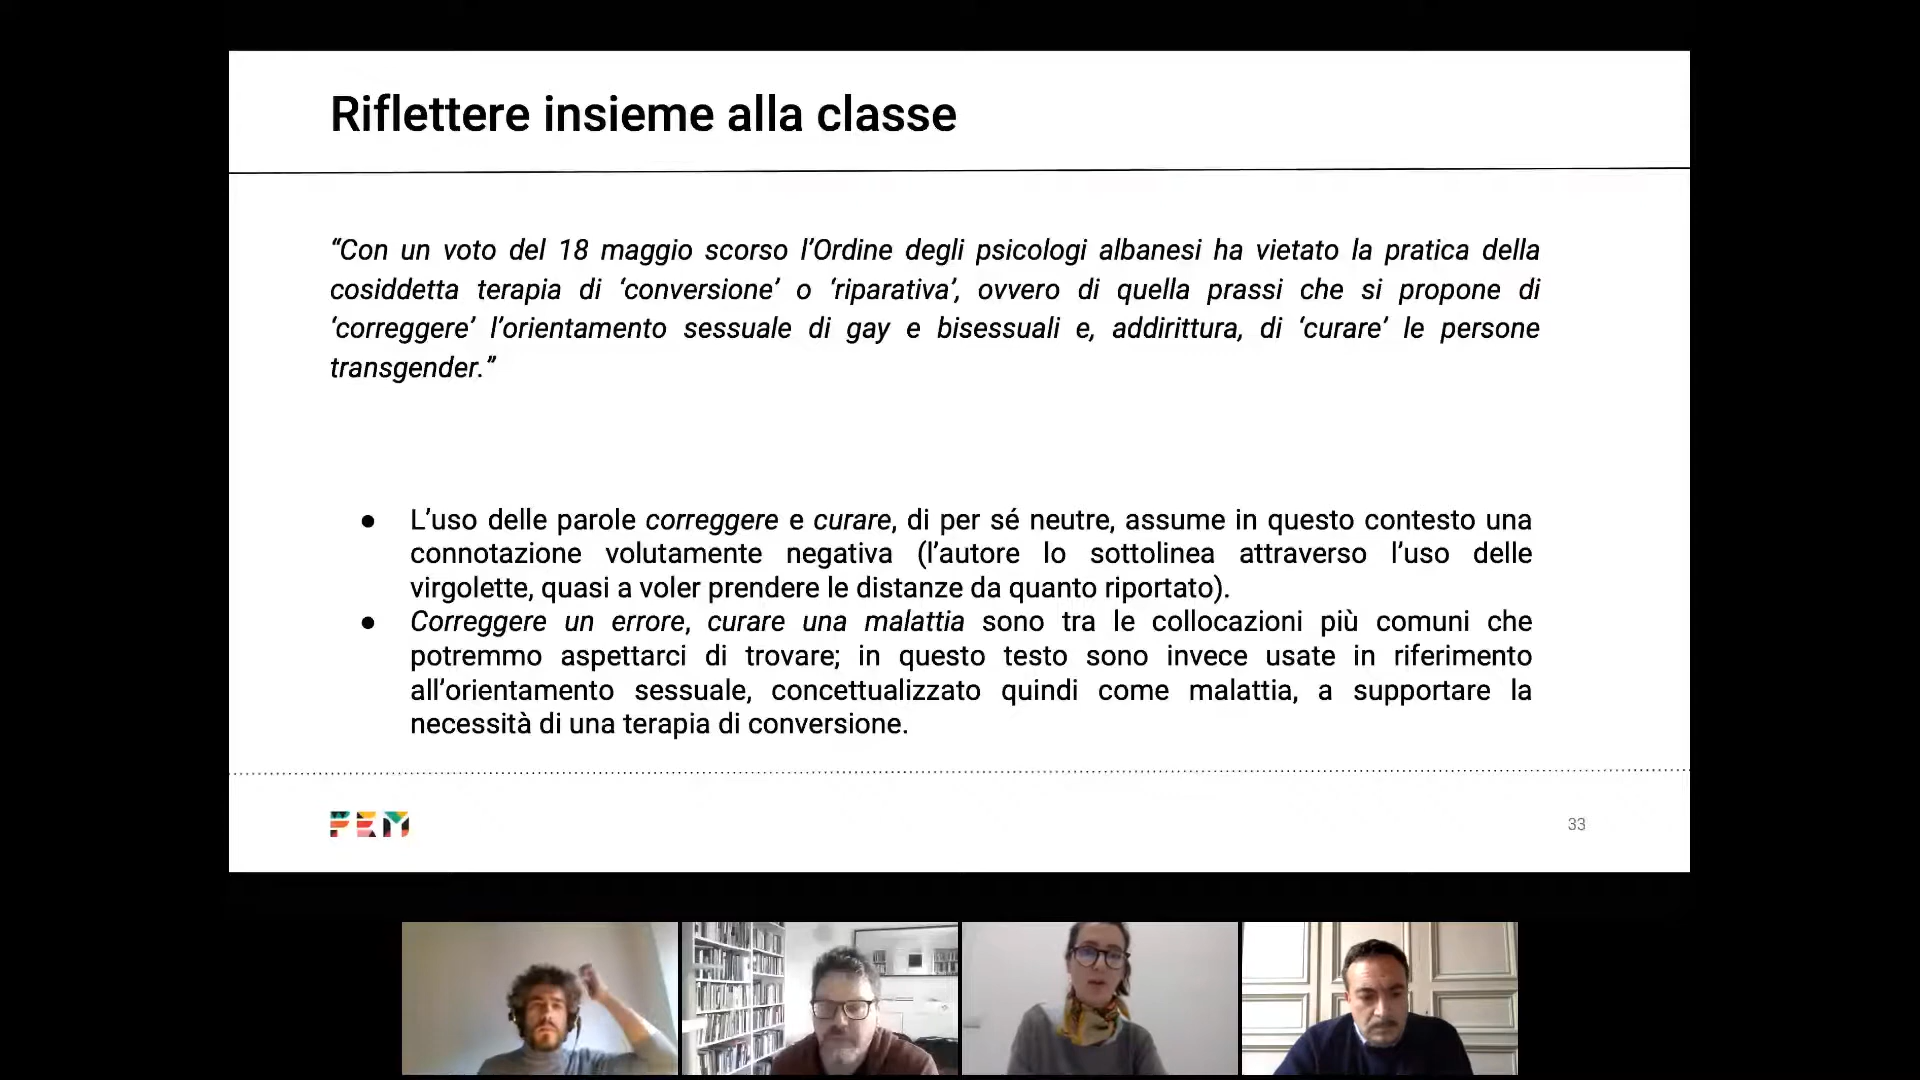 Riflettere insieme alla classe
“Con un voto del 18 maggio scorso l’Ordine degli psicologi albanesi ha vietato la pratica della
cosiddetta terapia di ‘conversione’ o ‘riparativa’, ovvero di quella prassi che si propone di
‘correggere’ l’orientamento sessuale di gay e bisessuali e, addirittura, di ‘curare’ le persone
transgender.”
● L’uso delle parole correggere e curare, di per sé neutre, assume in questo contesto una
connotazione volutamente negativa (l’autore lo sottolinea attraverso l’uso delle
virgolette, quasi a voler prendere le distanze da quanto riportato).
● Correggere un errore, curare una malattia sono tra le collocazioni più comuni che
potremmo aspettarci di trovare; in questo testo sono invece usate in riferimento
all’orientamento sessuale, concettualizzato quindi come malattia, a supportare la
necessità di una terapia di conversione.
FEM
33